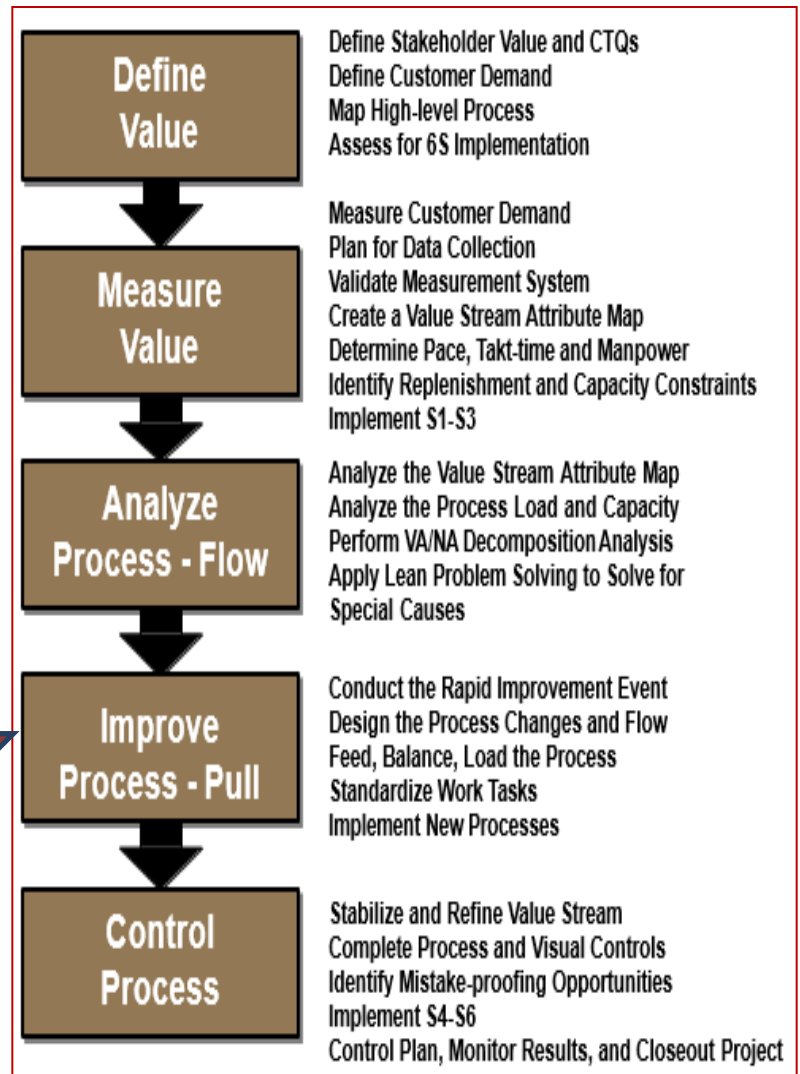 Define
Value
Define Stakeholder Value and CTQs
Define Customer Demand
Map High-level Process
Assess for 6S Implementation
Measure
Value
Measure Customer Demand
Plan for Data Collection
Validate Measurement System
Create a Value Stream Attribute Map
Determine Pace, Takt-time and Manpower
Identify Replenishment and Capacity Constraints
Implement S1-S3
Analyze
Process - Flow
Analyze the Value Stream Attribute Map
Analyze the Process Load and Capacity
Perform VA/NA Decomposition Analysis
Apply Lean Problem Solving to Solve for
Special Causes
Improve
Process - Pull
Conduct the Rapid Improvement Event
Design the Process Changes and Flow
Feed, Balance, Load the Process
Standardize Work Tasks
Implement New Processes
Control
Process
Stabilize and Refine Value Stream
Complete Process and Visual Controls
Identify Mistake-proofing Opportunities
Implement S4-S6
Control Plan, Monitor Results, and Closeout Project